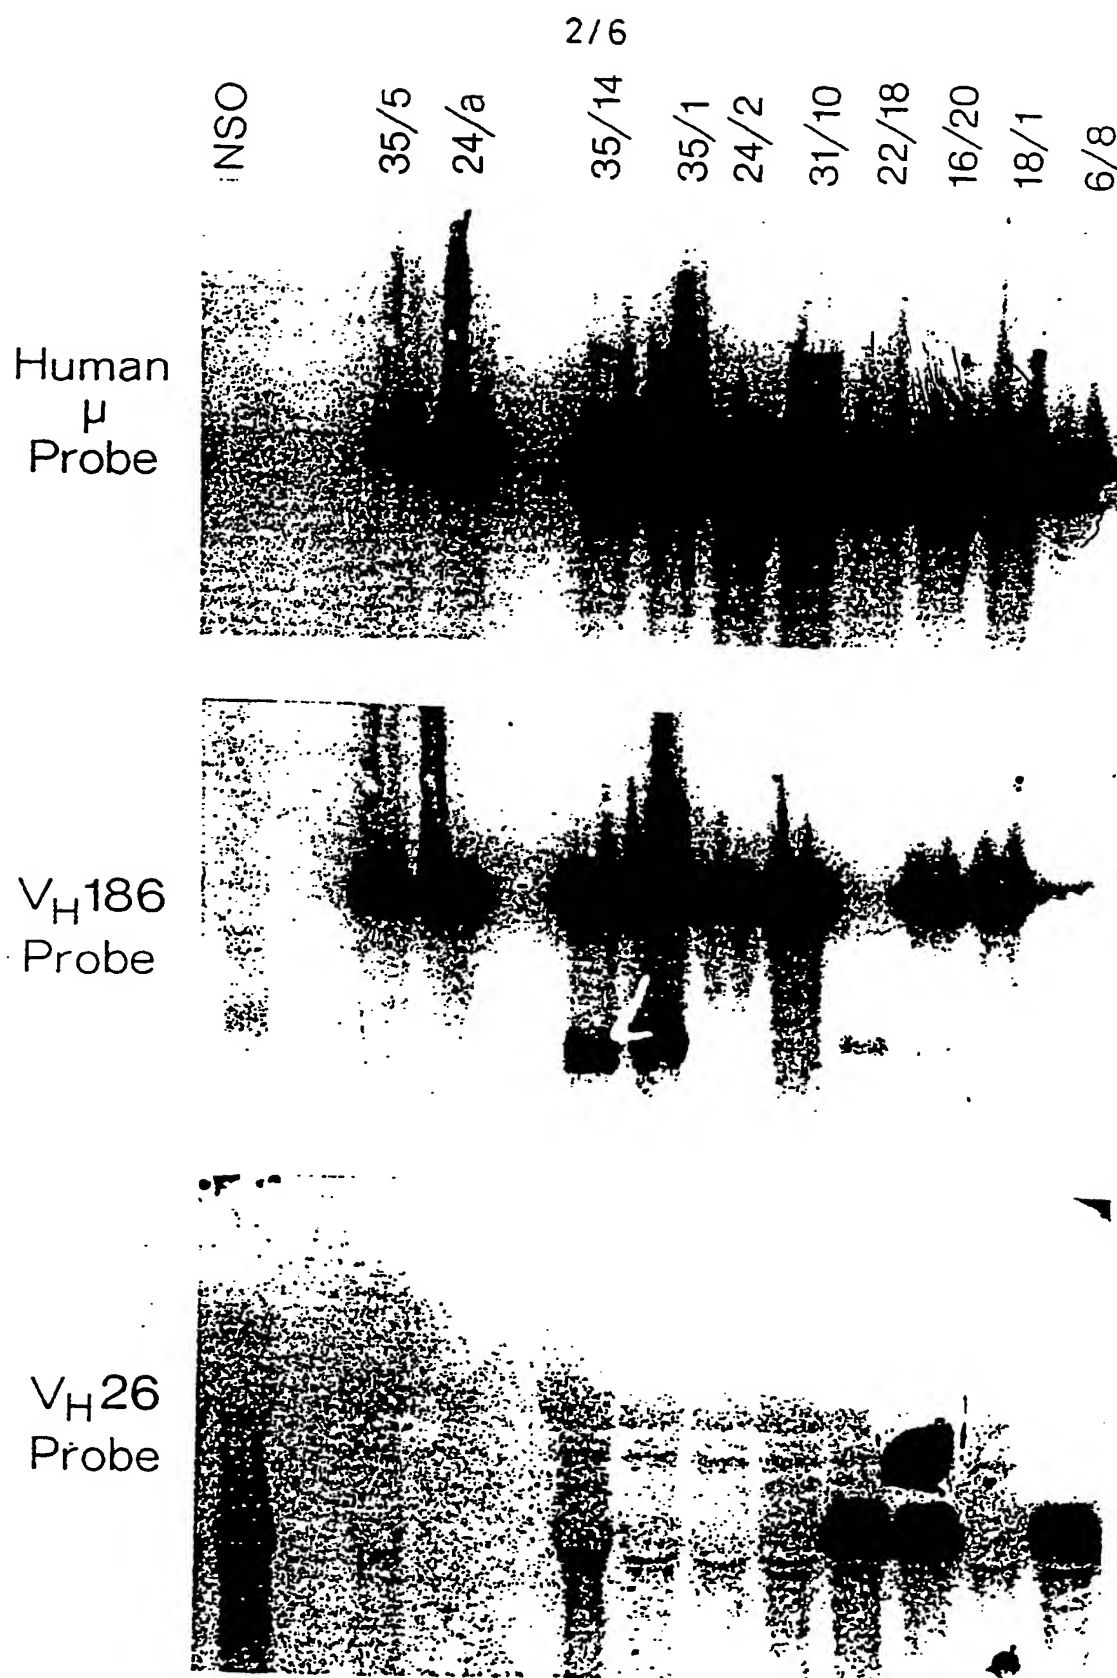 2/6
NSO
35/5
24/a
35/14
35/1
24/2
31/10
22/18
16/20
18/1
6/8
Human
μ
Probe
VH186
Probe
VH26
Probe